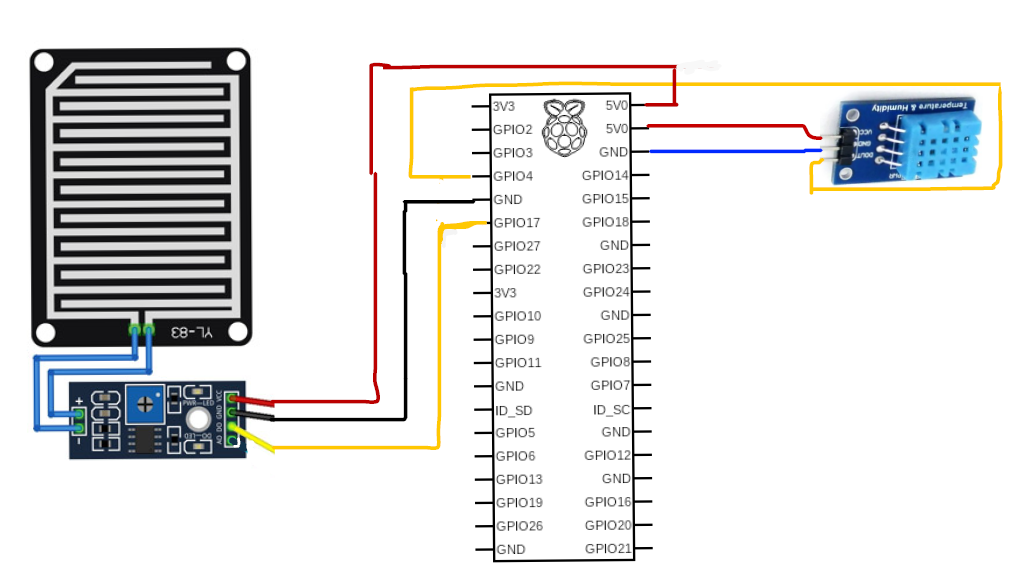 3V3 5V0
GPIO2 5V0
GPIO3 GND
GPIO4 GPIO14
GND GPIO15
GPIO17 GPIO18
GPIO27 GND
GPIO22 GPIO23
3V3 GPIO24
GPIO10 GND
GPIO9 GPIO25
GPIO11 GPIO8
GND GPIO7
ID_SD ID_SC
GPIO5 GND
GPIO6 GPIO12
GPIO13 GND
GPIO19 GPIO16
GPIO26 GPIO20
GND GPIO21
YL-83
+
-
PWR-LED
DO-LED
VCC
GND
DO
AO
Temperature & Humidity
VCC
GND
DOUT